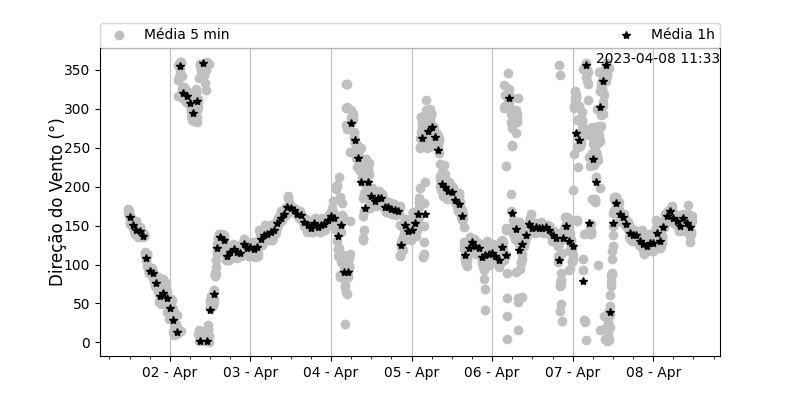 Média 5 min
Média 1h
2023-04-08 11:33
Direção do Vento (°)
350
300
250
200
150
100
50
0
02 - Apr
03 - Apr
04 - Apr
05 - Apr
06 - Apr
07 - Apr
08 - Apr